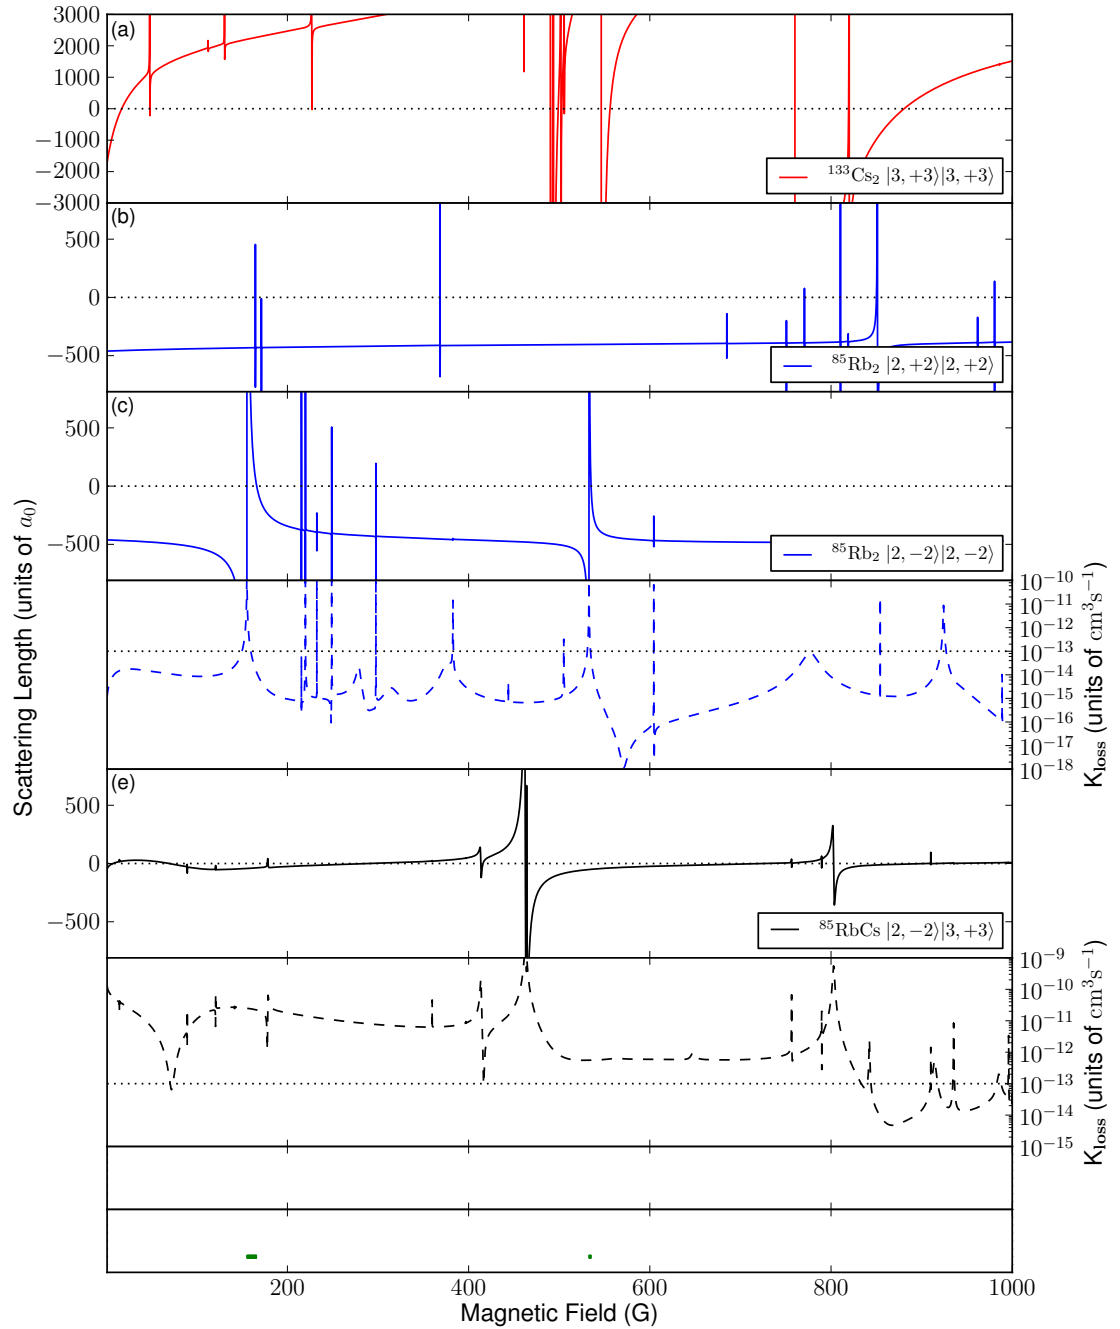 3000
(a)
2000
1000
0
−1000
−2000
−3000
¹³³Cs₂ |3, +3⟩|3, +3⟩
(b)
500
0
−500
⁸⁵Rb₂ |2, +2⟩|2, +2⟩
(c)
500
0
−500
⁸⁵Rb₂ |2, −2⟩|2, −2⟩
10⁻¹⁰
10⁻¹¹
10⁻¹²
10⁻¹³
10⁻¹⁴
10⁻¹⁵
10⁻¹⁶
10⁻¹⁷
10⁻¹⁸
K_loss (units of cm³s⁻¹)
Scattering Length (units of a₀)
(e)
500
0
−500
⁸⁵RbCs |2, −2⟩|3, +3⟩
10⁻⁹
10⁻¹⁰
10⁻¹¹
10⁻¹²
10⁻¹³
10⁻¹⁴
10⁻¹⁵
K_loss (units of cm³s⁻¹)
200 400 600 800 1000
Magnetic Field (G)